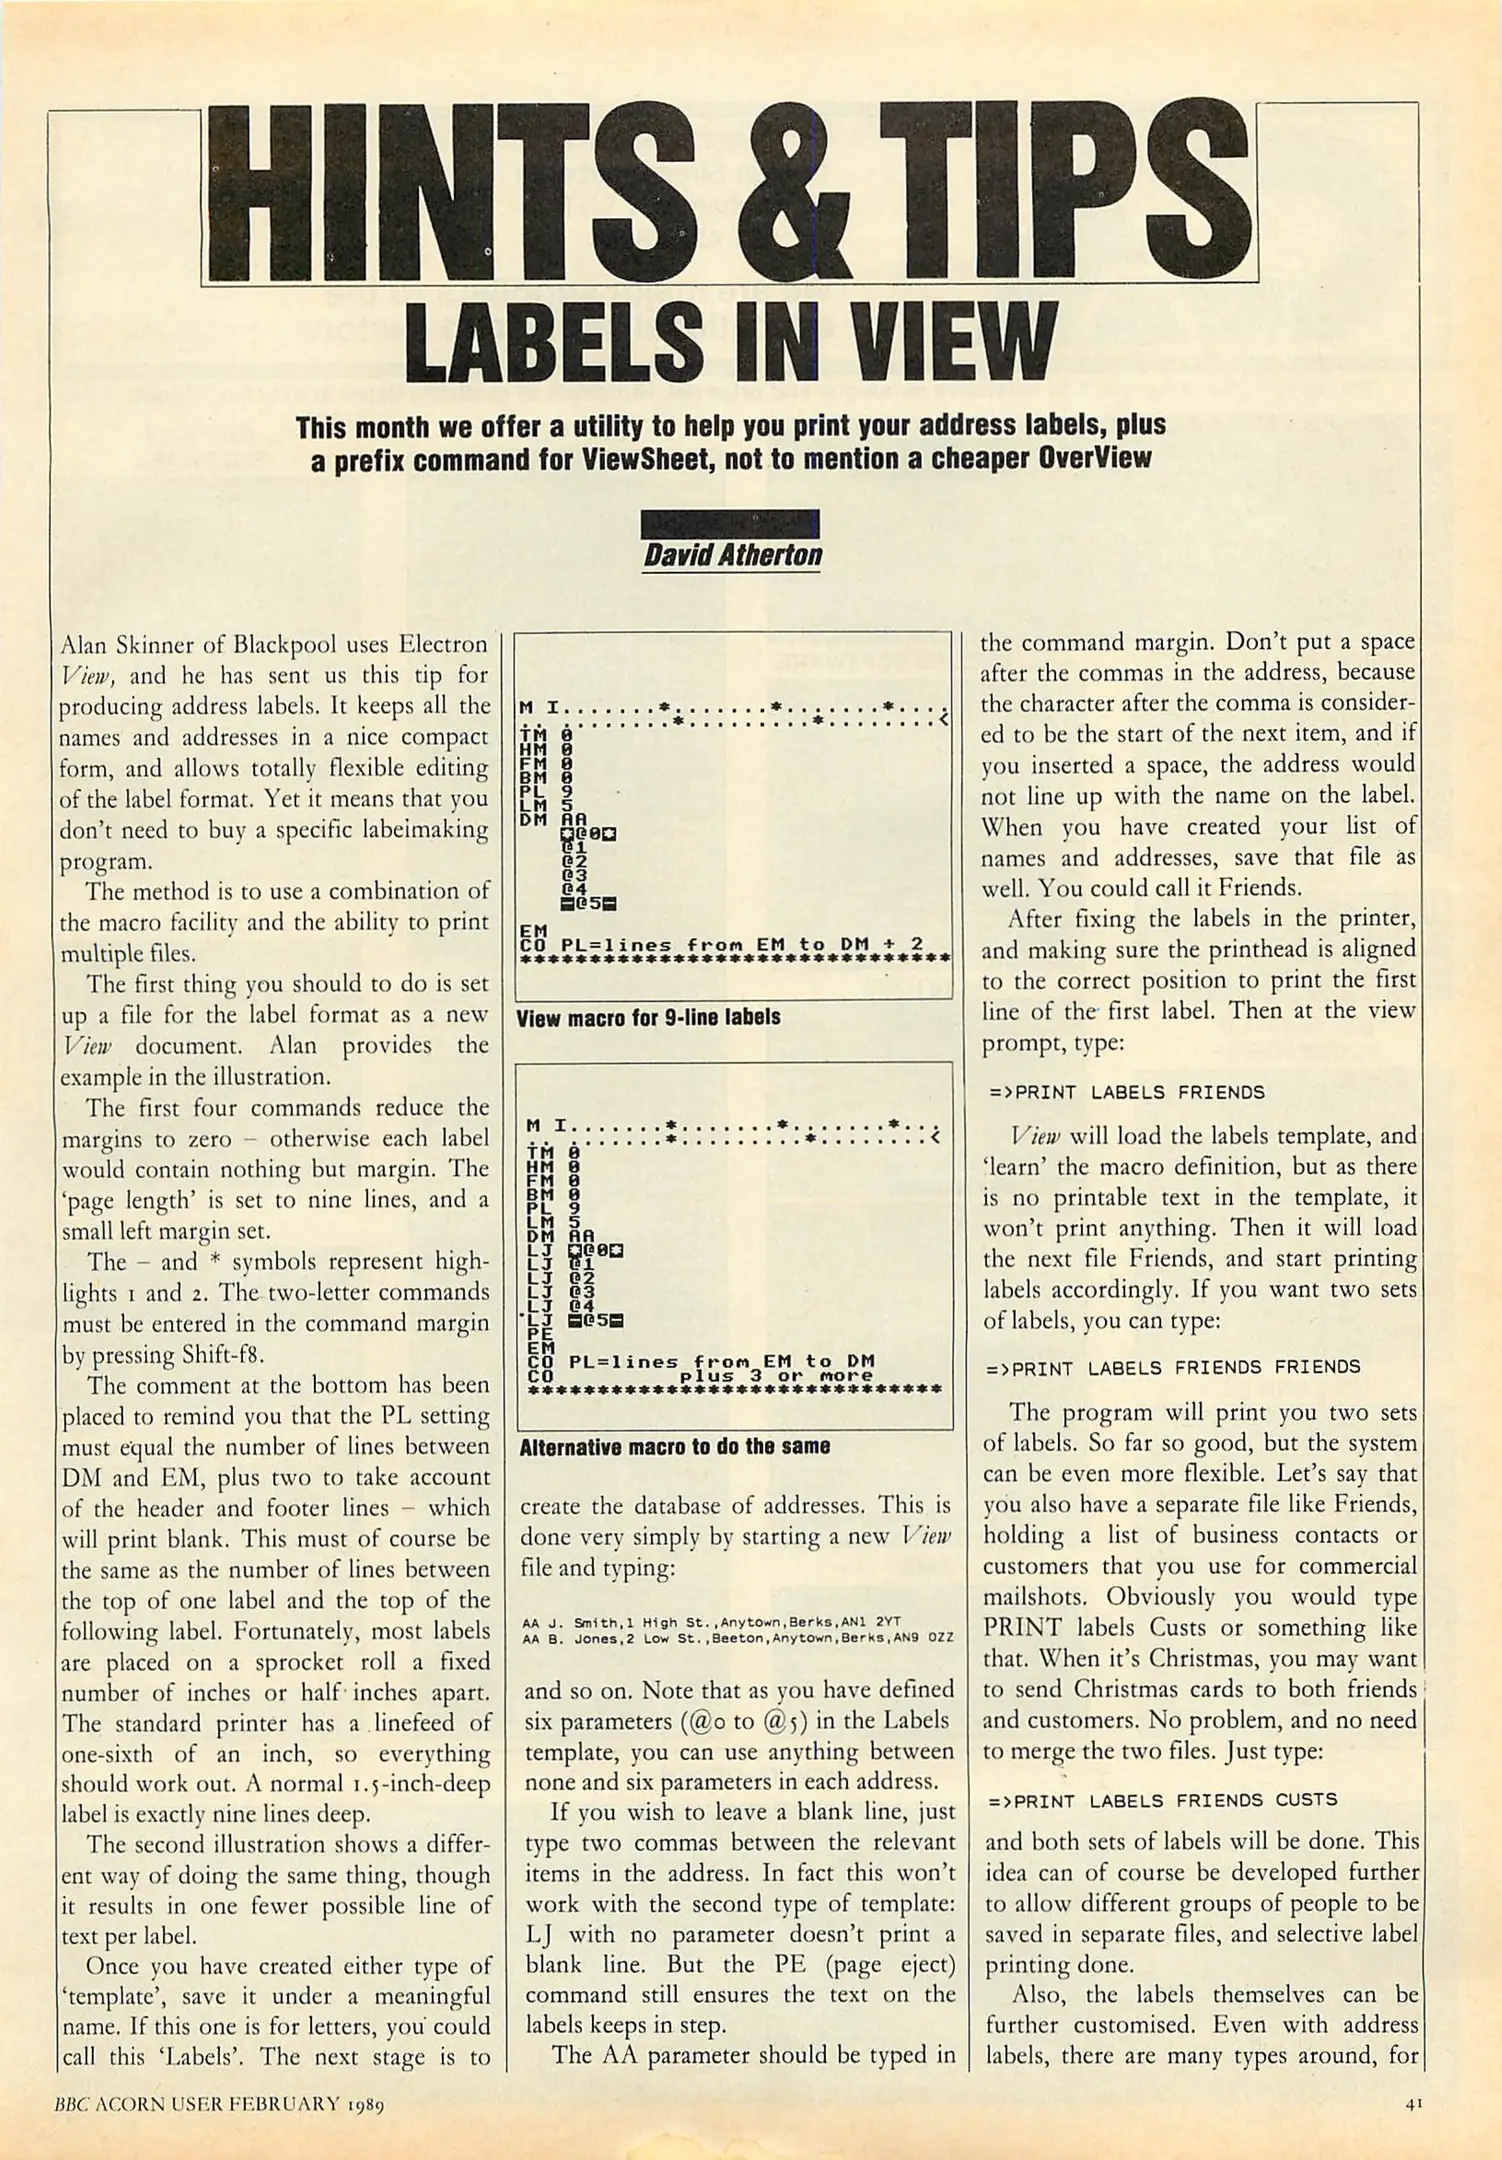 HINTS & TIPS
LABELS IN VIEW
This month we offer a utility to help you print your address labels, plus
a prefix command for ViewSheet, not to mention a cheaper OverView
David Atherton
Alan Skinner of Blackpool uses Electron
View, and he has sent us this tip for
producing address labels. It keeps all the
names and addresses in a nice compact
form, and allows totally flexible editing
of the label format. Yet it means that you
don't need to buy a specific labeimaking
program.
The method is to use a combination of
the macro facility and the ability to print
multiple files.
The first thing you should to do is set
up a file for the label format as a new
View document. Alan provides the
example in the illustration.
The first four commands reduce the
margins to zero – otherwise each label
would contain nothing but margin. The
'page length' is set to nine lines, and a
small left margin set.
The – and * symbols represent high-
lights 1 and 2. The two-letter commands
must be entered in the command margin
by pressing Shift-f8.
The comment at the bottom has been
placed to remind you that the PL setting
must equal the number of lines between
DM and EM, plus two to take account
of the header and footer lines – which
will print blank. This must of course be
the same as the number of lines between
the top of one label and the top of the
following label. Fortunately, most labels
are placed on a sprocket roll a fixed
number of inches or half inches apart.
The standard printer has a linefeed of
one-sixth of an inch, so everything
should work out. A normal 1.5-inch-deep
label is exactly nine lines deep.
The second illustration shows a differ-
ent way of doing the same thing, though
it results in one fewer possible line of
text per label.
Once you have created either type of
'template', save it under a meaningful
name. If this one is for letters, you could
call this 'Labels'. The next stage is to
M I.......*.......*.......*....
.. ........*.........*........<
TM 0
HM 0
FM 0
BM 0
PL 9
LM 5
DM AA
*@0*
@1
@2
@3
@4
-@5-
EM
CO PL=lines from EM to DM + 2
*******************************
View macro for 9-line labels
M I.......*.......*.......*...
.. .......*.........*........<
TM 0
HM 0
FM 0
BM 0
PL 9
LM 5
DM AA
LJ *@0*
LJ @1
LJ @2
LJ @3
LJ @4
LJ -@5-
PE
EM
CO PL=lines from EM to DM
CO plus 3 or more
******************************
Alternative macro to do the same
create the database of addresses. This is
done very simply by starting a new View
file and typing:
AA J. Smith,1 High St.,Anytown,Berks,AN1 2YT
AA B. Jones,2 Low St.,Beeton,Anytown,Berks,AN9 0ZZ
and so on. Note that as you have defined
six parameters (@0 to @5) in the Labels
template, you can use anything between
none and six parameters in each address.
If you wish to leave a blank line, just
type two commas between the relevant
items in the address. In fact this won't
work with the second type of template:
LJ with no parameter doesn't print a
blank line. But the PE (page eject)
command still ensures the text on the
labels keeps in step.
The AA parameter should be typed in
the command margin. Don't put a space
after the commas in the address, because
the character after the comma is consider-
ed to be the start of the next item, and if
you inserted a space, the address would
not line up with the name on the label.
When you have created your list of
names and addresses, save that file as
well. You could call it Friends.
After fixing the labels in the printer,
and making sure the printhead is aligned
to the correct position to print the first
line of the first label. Then at the view
prompt, type:
=>PRINT LABELS FRIENDS
View will load the labels template, and
'learn' the macro definition, but as there
is no printable text in the template, it
won't print anything. Then it will load
the next file Friends, and start printing
labels accordingly. If you want two sets
of labels, you can type:
=>PRINT LABELS FRIENDS FRIENDS
The program will print you two sets
of labels. So far so good, but the system
can be even more flexible. Let's say that
you also have a separate file like Friends,
holding a list of business contacts or
customers that you use for commercial
mailshots. Obviously you would type
PRINT labels Custs or something like
that. When it's Christmas, you may want
to send Christmas cards to both friends
and customers. No problem, and no need
to merge the two files. Just type:
=>PRINT LABELS FRIENDS CUSTS
and both sets of labels will be done. This
idea can of course be developed further
to allow different groups of people to be
saved in separate files, and selective label
printing done.
Also, the labels themselves can be
further customised. Even with address
labels, there are many types around, for
BBC ACORN USER FEBRUARY 1989
41